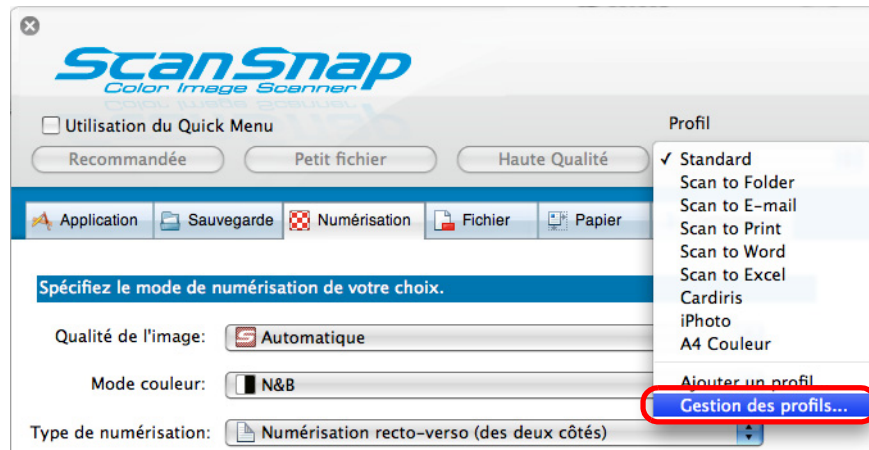 ScanSnap
Color Image Scanner
Utilisation du Quick Menu
Profil
Recommandée Petit fichier Haute Qualité
✓ Standard
Scan to Folder
Scan to E-mail
Scan to Print
Scan to Word
Scan to Excel
Cardiris
iPhoto
A4 Couleur
Ajouter un profil
Gestion des profils...
Application Sauvegarde Numérisation Fichier Papier
Spécifiez le mode de numérisation de votre choix.
Qualité de l'image: Automatique
Mode couleur: N&B
Type de numérisation: Numérisation recto-verso (des deux côtés)